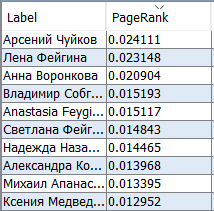 Label PageRank
Арсений Чуйков 0.024111
Лена Фейгина 0.023148
Анна Воронкова 0.020904
Владимир Собг... 0.015193
Anastasia Feygi... 0.015117
Светлана Фейг... 0.014843
Надежда Наза... 0.014465
Александра Ко... 0.013968
Михаил Апанас... 0.013395
Ксения Медвед... 0.012952